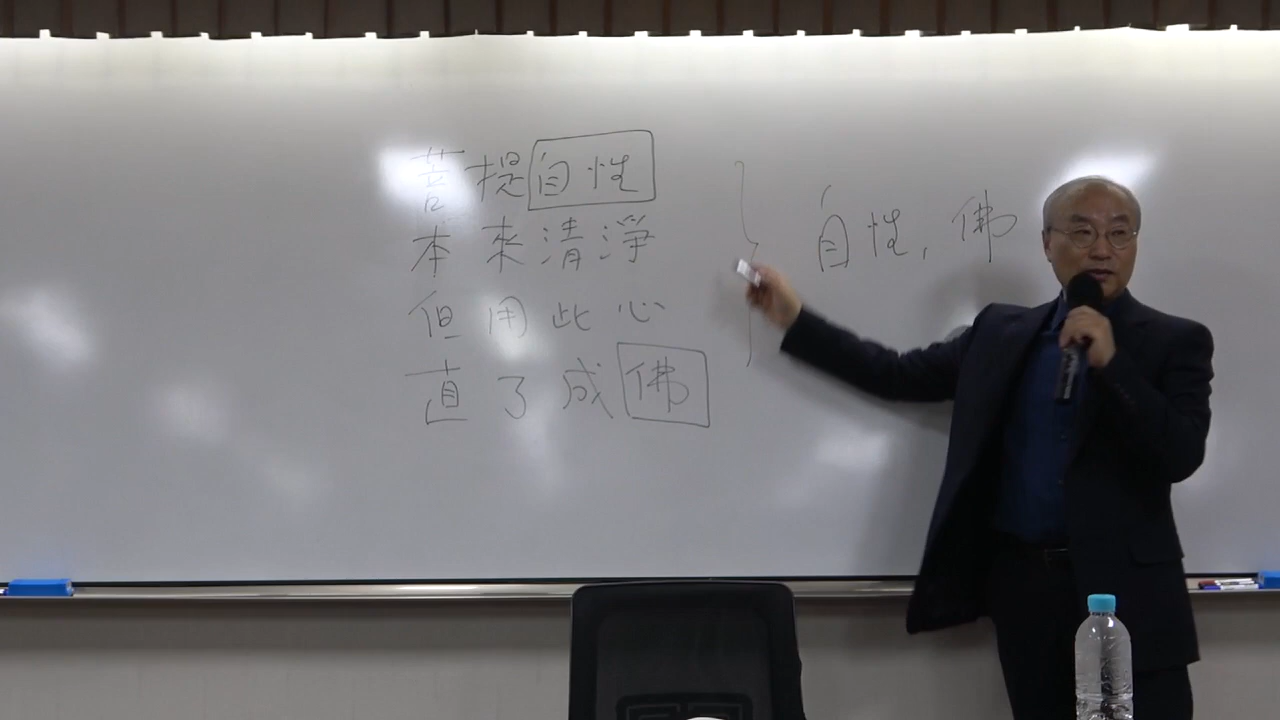 菩提自性
本來清淨
但用此心
直了成佛
自性, 佛